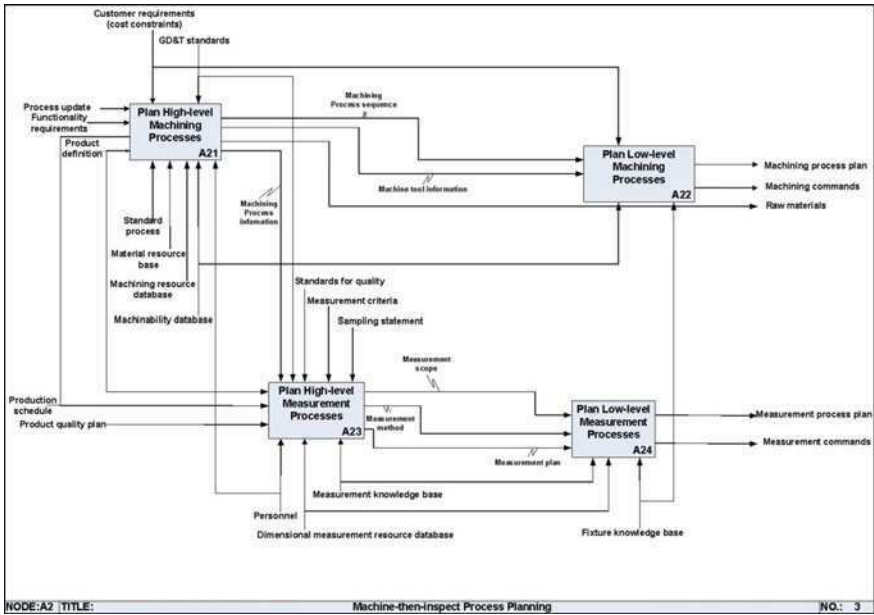 Customer requirements
(cost constraints)
GD&T standards
Process update
Functionality
requirements
Product
definition
Plan High-level
Machining
Processes
A21
Machining
Process sequence
Machine tool information
Machining
Process
infomation
Plan Low-level
Machining
Processes
A22
Machining process plan
Machining commands
Raw materials
Standard
process
Material resource
base
Machining resource
database
Machinability database
Standards for quality
Measurement criteria
Sampling statement
Production
schedule
Product quality plan
Plan High-level
Measurement
Processes
A23
Measurement
scope
Measurement
method
Measurement plan
Plan Low-level
Measurement
Processes
A24
Measurement process plan
Measurement commands
Measurement knowledge base
Personnel
Dimensional measurement resource database
Fixture knowledge base
NODE:A2 TITLE: Machine-then-inspect Process Planning NO.: 3